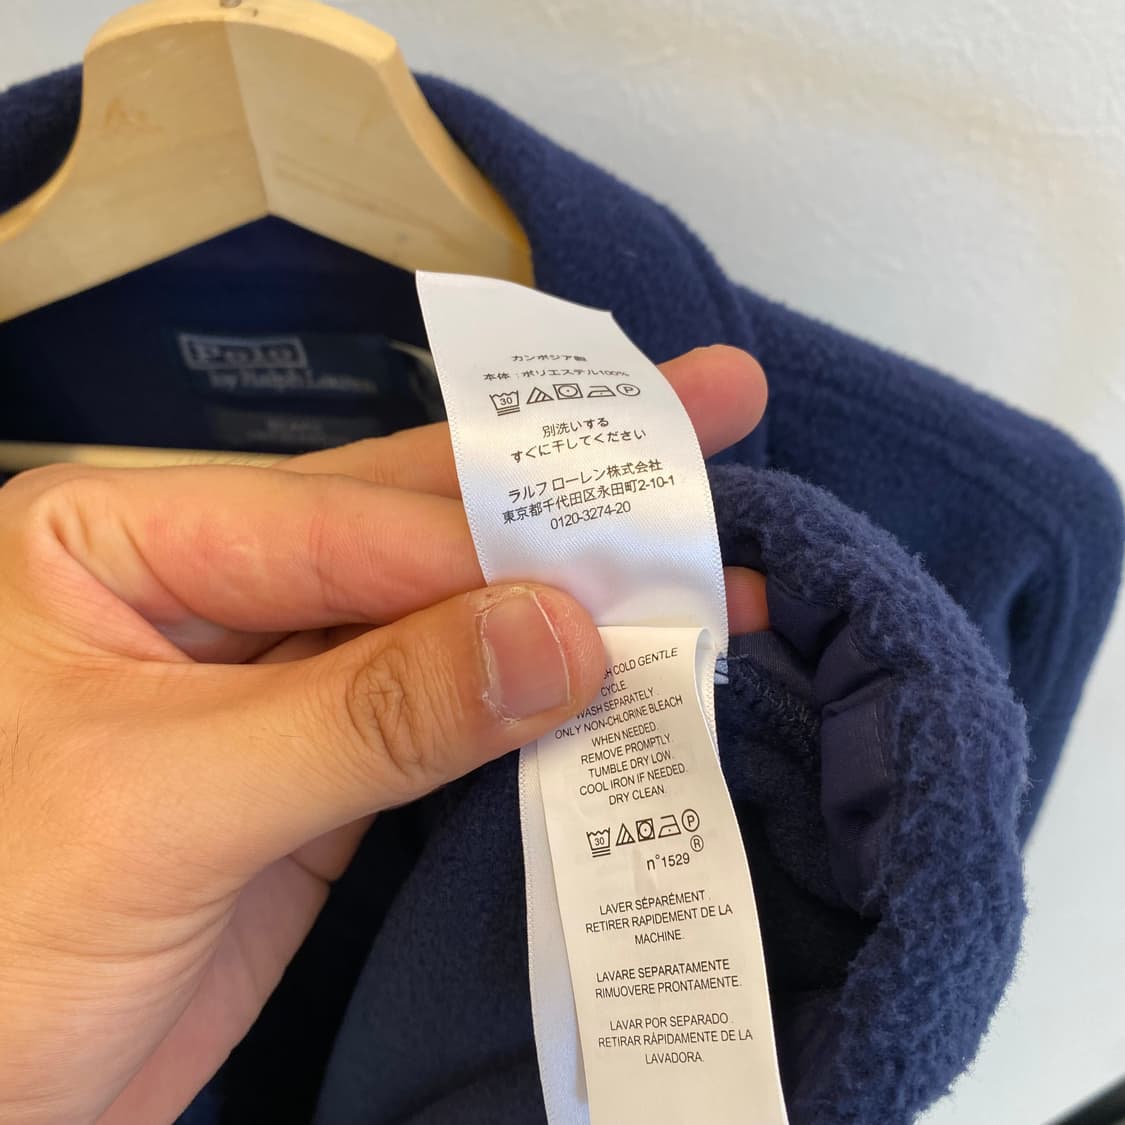 Polo
by Ralph Lauren
カンボジア製
本体:ポリエステル100%
30 P
別洗いする
すぐに干してください
ラルフ ローレン株式会社
東京都千代田区永田町2-10-1
0120-3274-20
COLD GENTLE
CYCLE
WASH SEPARATELY.
ONLY NON-CHLORINE BLEACH
WHEN NEEDED.
REMOVE PROMPTLY.
TUMBLE DRY LOW.
COOL IRON IF NEEDED.
DRY CLEAN
30 P
®
n°1529
LAVER SÉPARÉMENT.
RETIRER RAPIDEMENT DE LA
MACHINE.
LAVARE SEPARATAMENTE
RIMUOVERE PRONTAMENTE.
LAVAR POR SEPARADO.
RETIRAR RÁPIDAMENTE DE LA
LAVADORA.